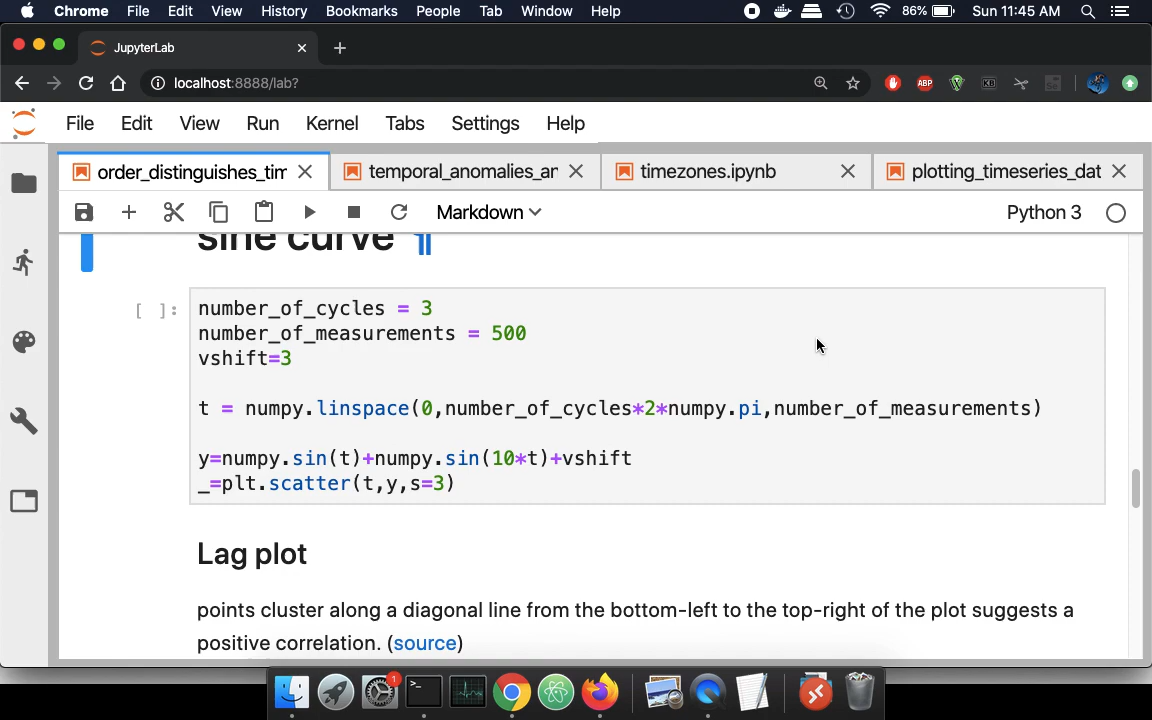 Chrome File Edit View History Bookmarks People Tab Window Help 86% Sun 11:45 AM
JupyterLab
localhost:8888/lab?
ABP KB
File Edit View Run Kernel Tabs Settings Help
order_distinguishes_tim temporal_anomalies_ar timezones.ipynb plotting_timeseries_dat
Markdown Python 3
sine curve ¶
[ ]:
number_of_cycles = 3
number_of_measurements = 500
vshift=3
t = numpy.linspace(0,number_of_cycles*2*numpy.pi,number_of_measurements)
y=numpy.sin(t)+numpy.sin(10*t)+vshift
_=plt.scatter(t,y,s=3)
Lag plot
points cluster along a diagonal line from the bottom-left to the top-right of the plot suggests a
positive correlation. (source)
1